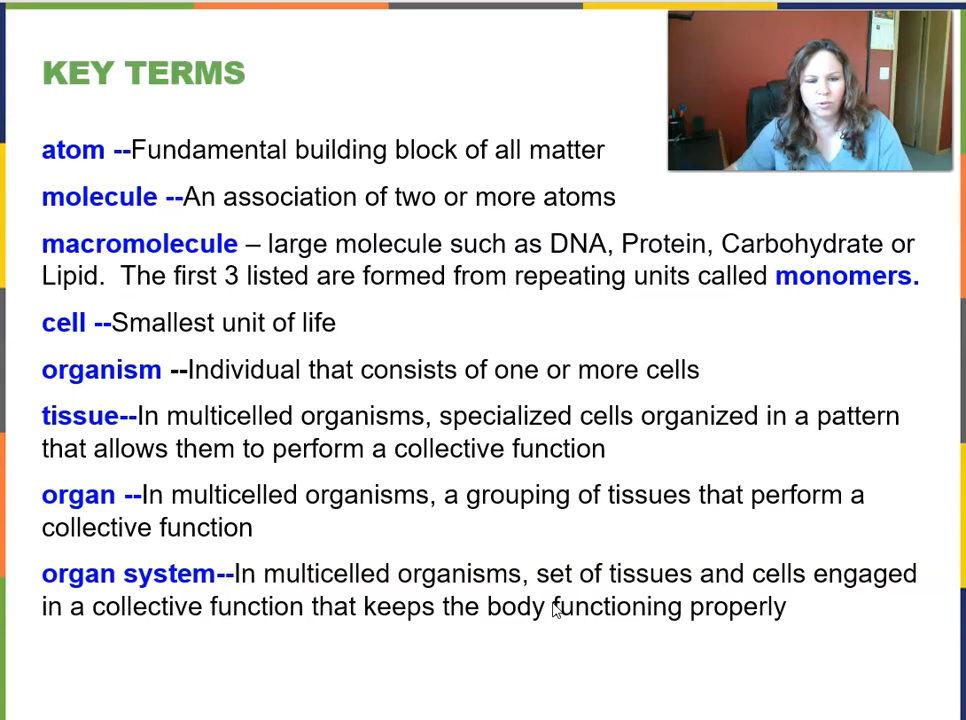 KEY TERMS
atom --Fundamental building block of all matter
molecule --An association of two or more atoms
macromolecule – large molecule such as DNA, Protein, Carbohydrate or
Lipid.  The first 3 listed are formed from repeating units called monomers.
cell --Smallest unit of life
organism --Individual that consists of one or more cells
tissue--In multicelled organisms, specialized cells organized in a pattern
that allows them to perform a collective function
organ --In multicelled organisms, a grouping of tissues that perform a
collective function
organ system--In multicelled organisms, set of tissues and cells engaged
in a collective function that keeps the body functioning properly